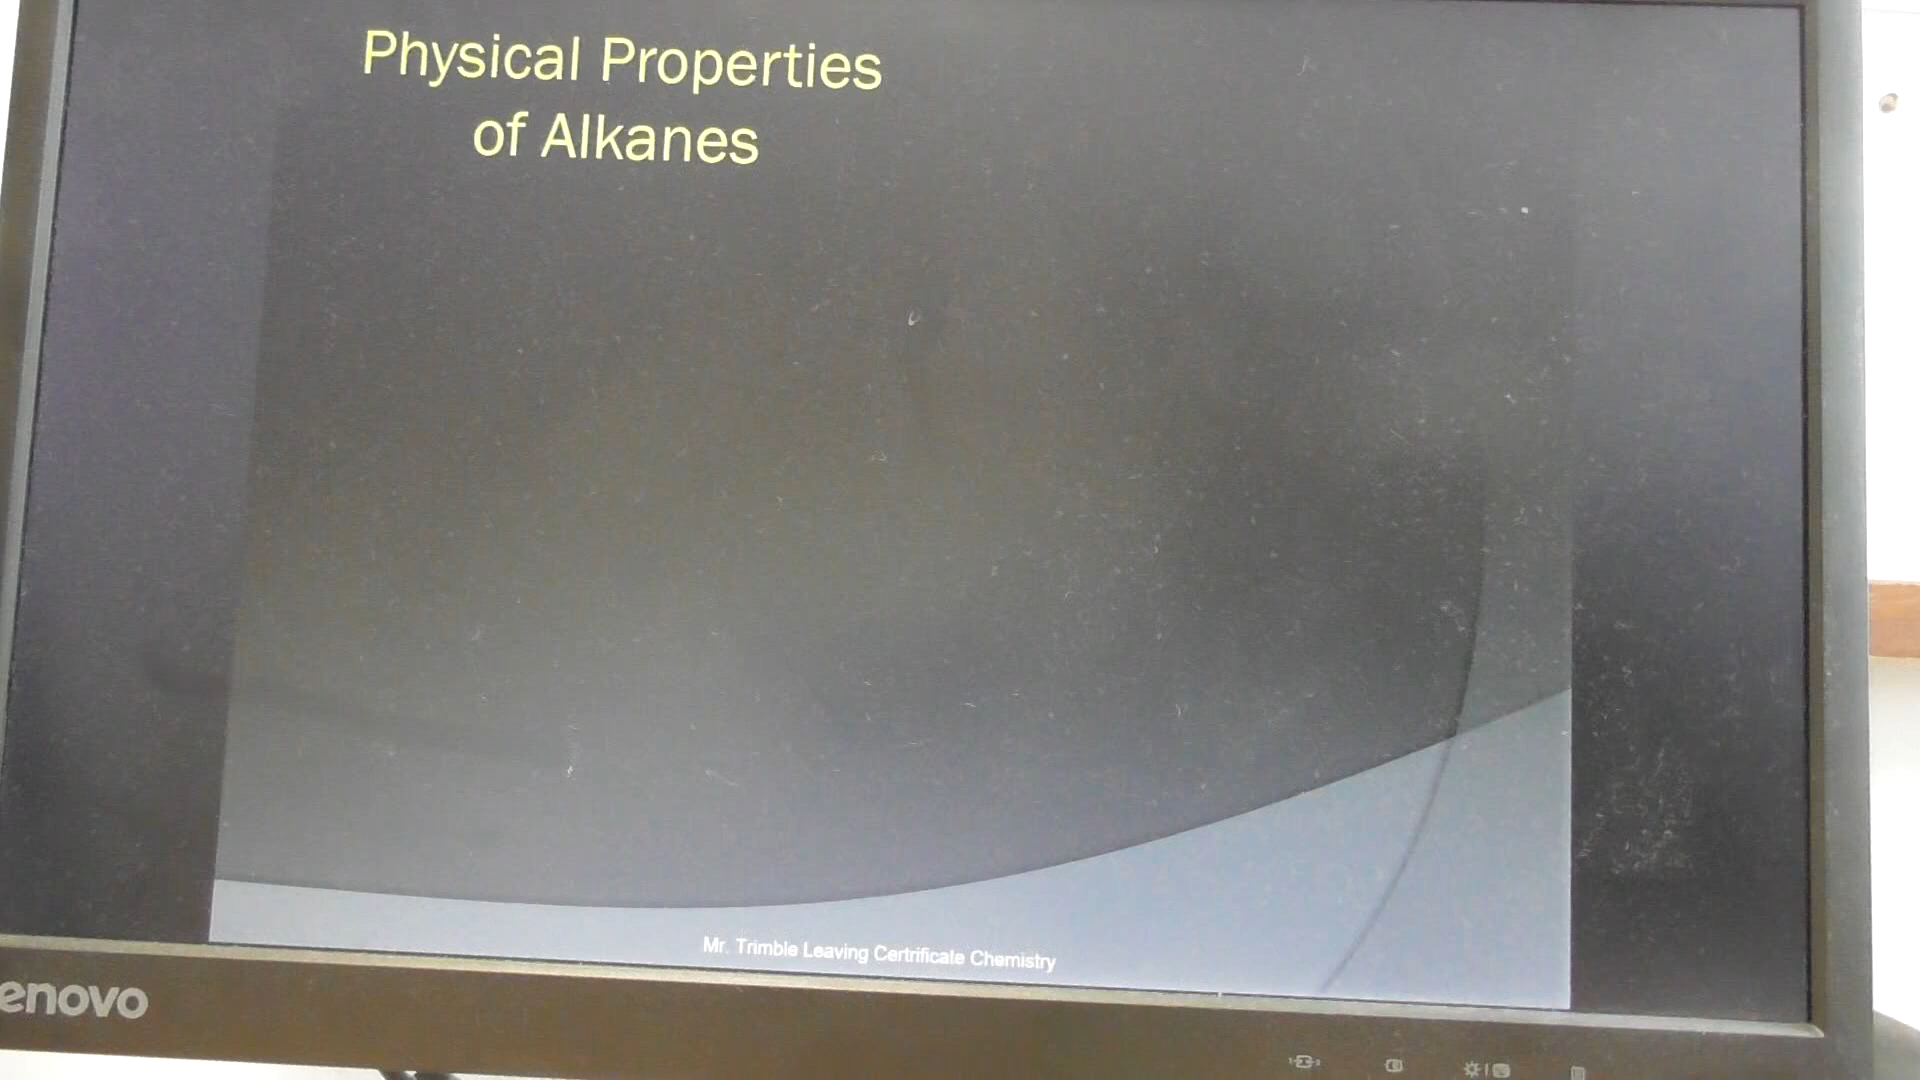 Physical Properties
of Alkanes
Mr. Trimble Leaving Certrificate Chemistry
enovo